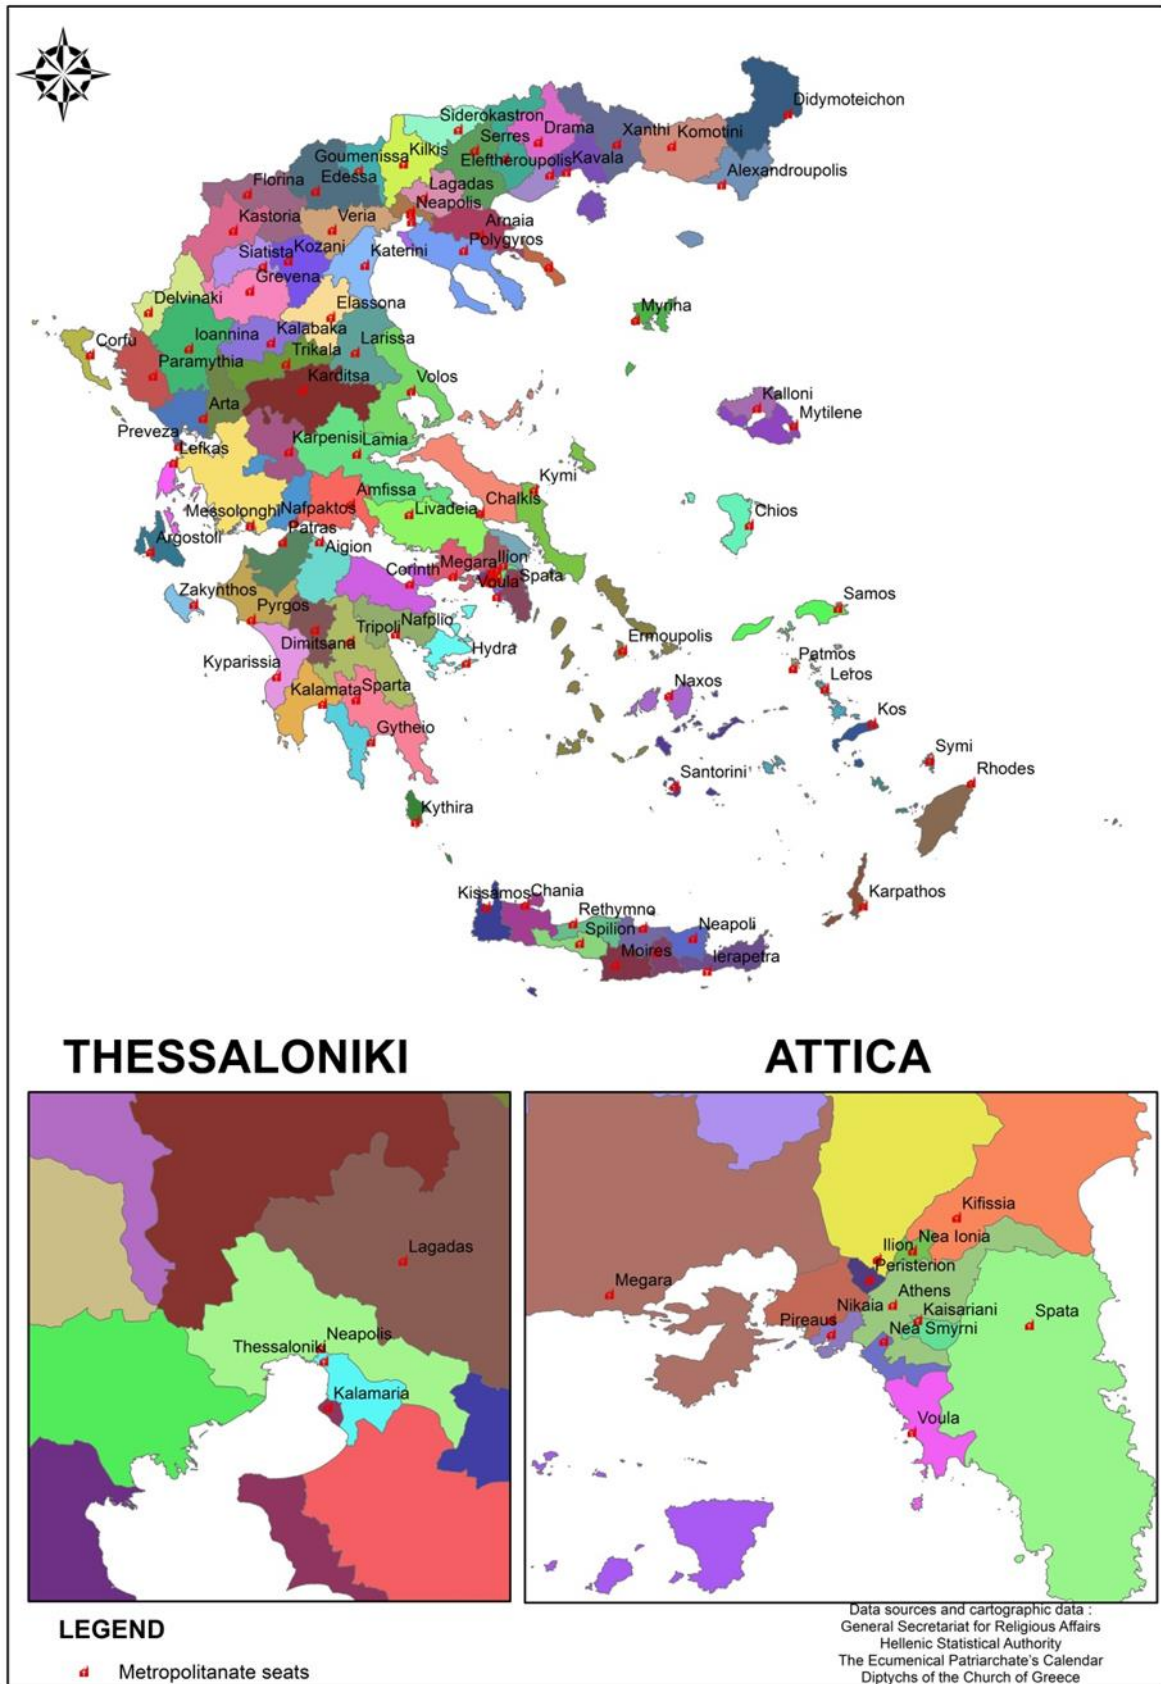 Didymoteichon
Siderokastron
Serres
Drama
Xanthi
Komotini
Goumenissa
Kilkis
Eleftheroupolis
Kavala
Alexandroupolis
Florina
Edessa
Lagadas
Neapolis
Kastoria
Veria
Arnaia
Polygyros
Siatista
Kozani
Katerini
Grevena
Delvinaki
Elassona
Myrina
Corfu
Ioannina
Kalabaka
Larissa
Paramythia
Trikala
Karditsa
Volos
Kalloni
Mytilene
Arta
Preveza
Lefkas
Karpenisi
Lamia
Kymi
Amfissa
Chalkis
Messolonghi
Nafpaktos
Livadeia
Chios
Argostoli
Patras
Aigion
Corinth
Megara
Ilion
Voula
Spata
Zakynthos
Pyrgos
Samos
Dimitsana
Tripoli
Nafplio
Hydra
Ermoupolis
Kyparissia
Patmos
Leros
Kalamata
Sparta
Naxos
Kos
Gytheio
Symi
Santorini
Rhodes
Kythira
Kissamos
Chania
Karpathos
Rethymno
Spilion
Neapoli
Moires
Ierapetra
THESSALONIKI
Lagadas
Thessaloniki
Neapolis
Kalamaria
ATTICA
Kifissia
Ilion
Nea Ionia
Peristerion
Megara
Athens
Nikaia
Kaisariani
Spata
Pireaus
Nea Smyrni
Voula
LEGEND
Metropolitanate seats
Data sources and cartographic data :
General Secretariat for Religious Affairs
Hellenic Statistical Authority
The Ecumenical Patriarchate's Calendar
Diptychs of the Church of Greece